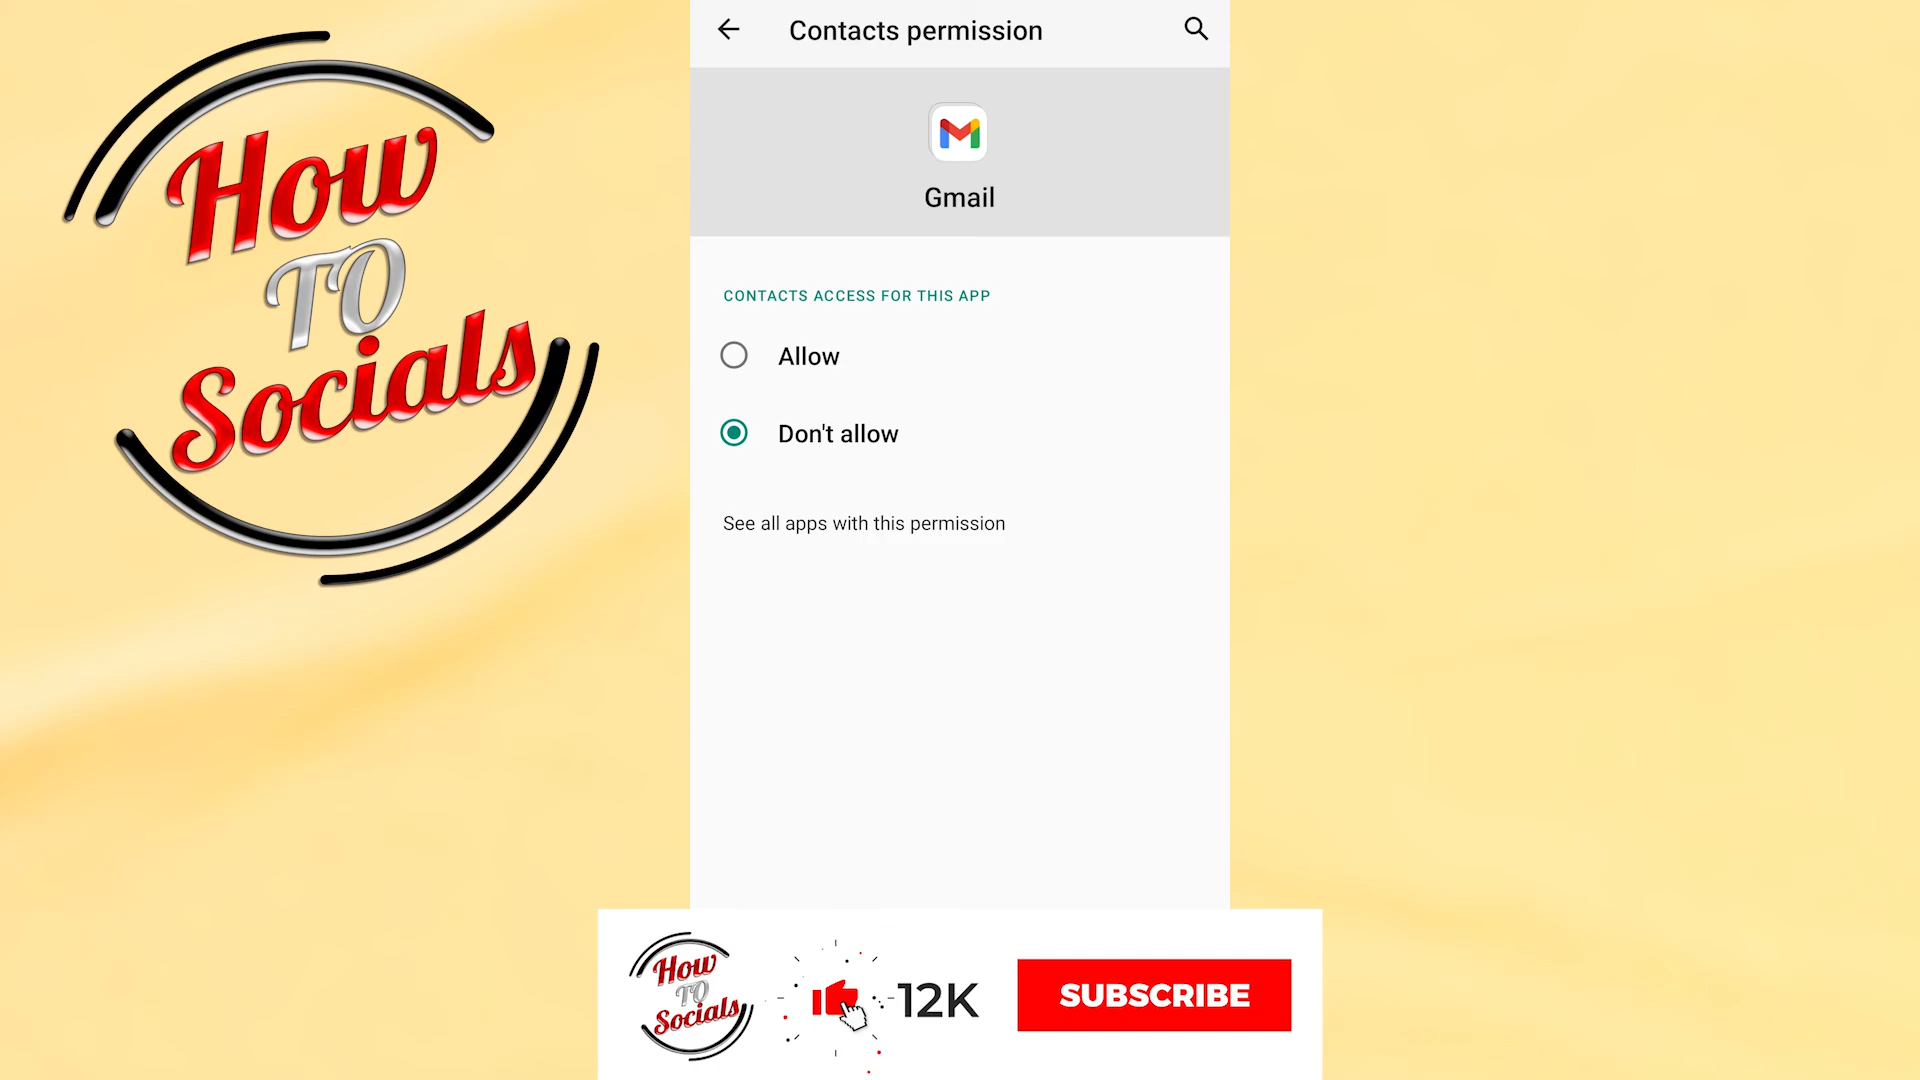 How
TO
Socials
Contacts permission
Gmail
CONTACTS ACCESS FOR THIS APP
Allow
Don't allow
See all apps with this permission
How
TO
Socials
12K
SUBSCRIBE